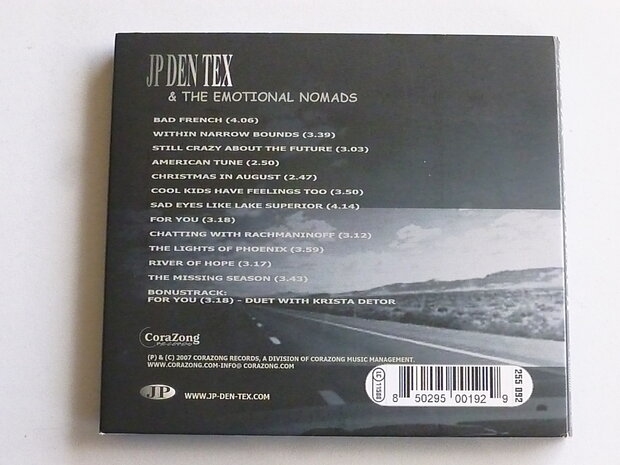 JP DEN TEX
& THE EMOTIONAL NOMADS
BAD FRENCH (4.06)
WITHIN NARROW BOUNDS (3.39)
STILL CRAZY ABOUT THE FUTURE (3.03)
AMERICAN TUNE (2.50)
CHRISTMAS IN AUGUST (2.47)
COOL KIDS HAVE FEELINGS TOO (3.50)
SAD EYES LIKE LAKE SUPERIOR (4.14)
FOR YOU (3.18)
CHATTING WITH RACHMANINOFF (3.12)
THE LIGHTS OF PHOENIX (3.59)
RIVER OF HOPE (3.17)
THE MISSING SEASON (3.43)
BONUSTRACK:
FOR YOU (3.18) - DUET WITH KRISTA DETOR
CoraZong
RECORDS
(P) & (C) 2007 CORAZONG RECORDS, A DIVISION OF CORAZONG MUSIC MANAGEMENT.
WWW.CORAZONG.COM-INFO@ CORAZONG.COM
JP
WWW.JP-DEN-TEX.COM
LC 11580
8 50295 00192 9
255 092